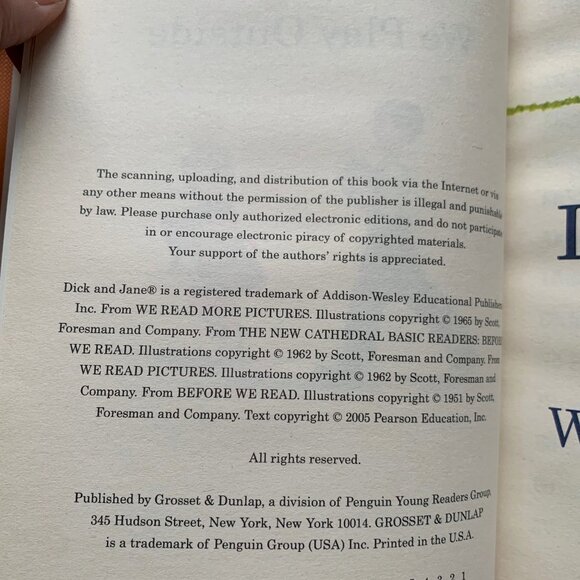 We Play Outside
The scanning, uploading, and distribution of this book via the Internet or via
any other means without the permission of the publisher is illegal and punishable
by law. Please purchase only authorized electronic editions, and do not participate
in or encourage electronic piracy of copyrighted materials.
Your support of the authors' rights is appreciated.
Dick and Jane® is a registered trademark of Addison-Wesley Educational Publishers
Inc. From WE READ MORE PICTURES. Illustrations copyright © 1965 by Scott,
Foresman and Company. From THE NEW CATHEDRAL BASIC READERS: BEFORE
WE READ. Illustrations copyright © 1962 by Scott, Foresman and Company. From
WE READ PICTURES. Illustrations copyright © 1962 by Scott, Foresman and
Company. From BEFORE WE READ. Illustrations copyright © 1951 by Scott,
Foresman and Company. Text copyright © 2005 Pearson Education, Inc.
All rights reserved.
Published by Grosset & Dunlap, a division of Penguin Young Readers Group,
345 Hudson Street, New York, New York 10014. GROSSET & DUNLAP
is a trademark of Penguin Group (USA) Inc. Printed in the U.S.A.
4 3 2 1
W